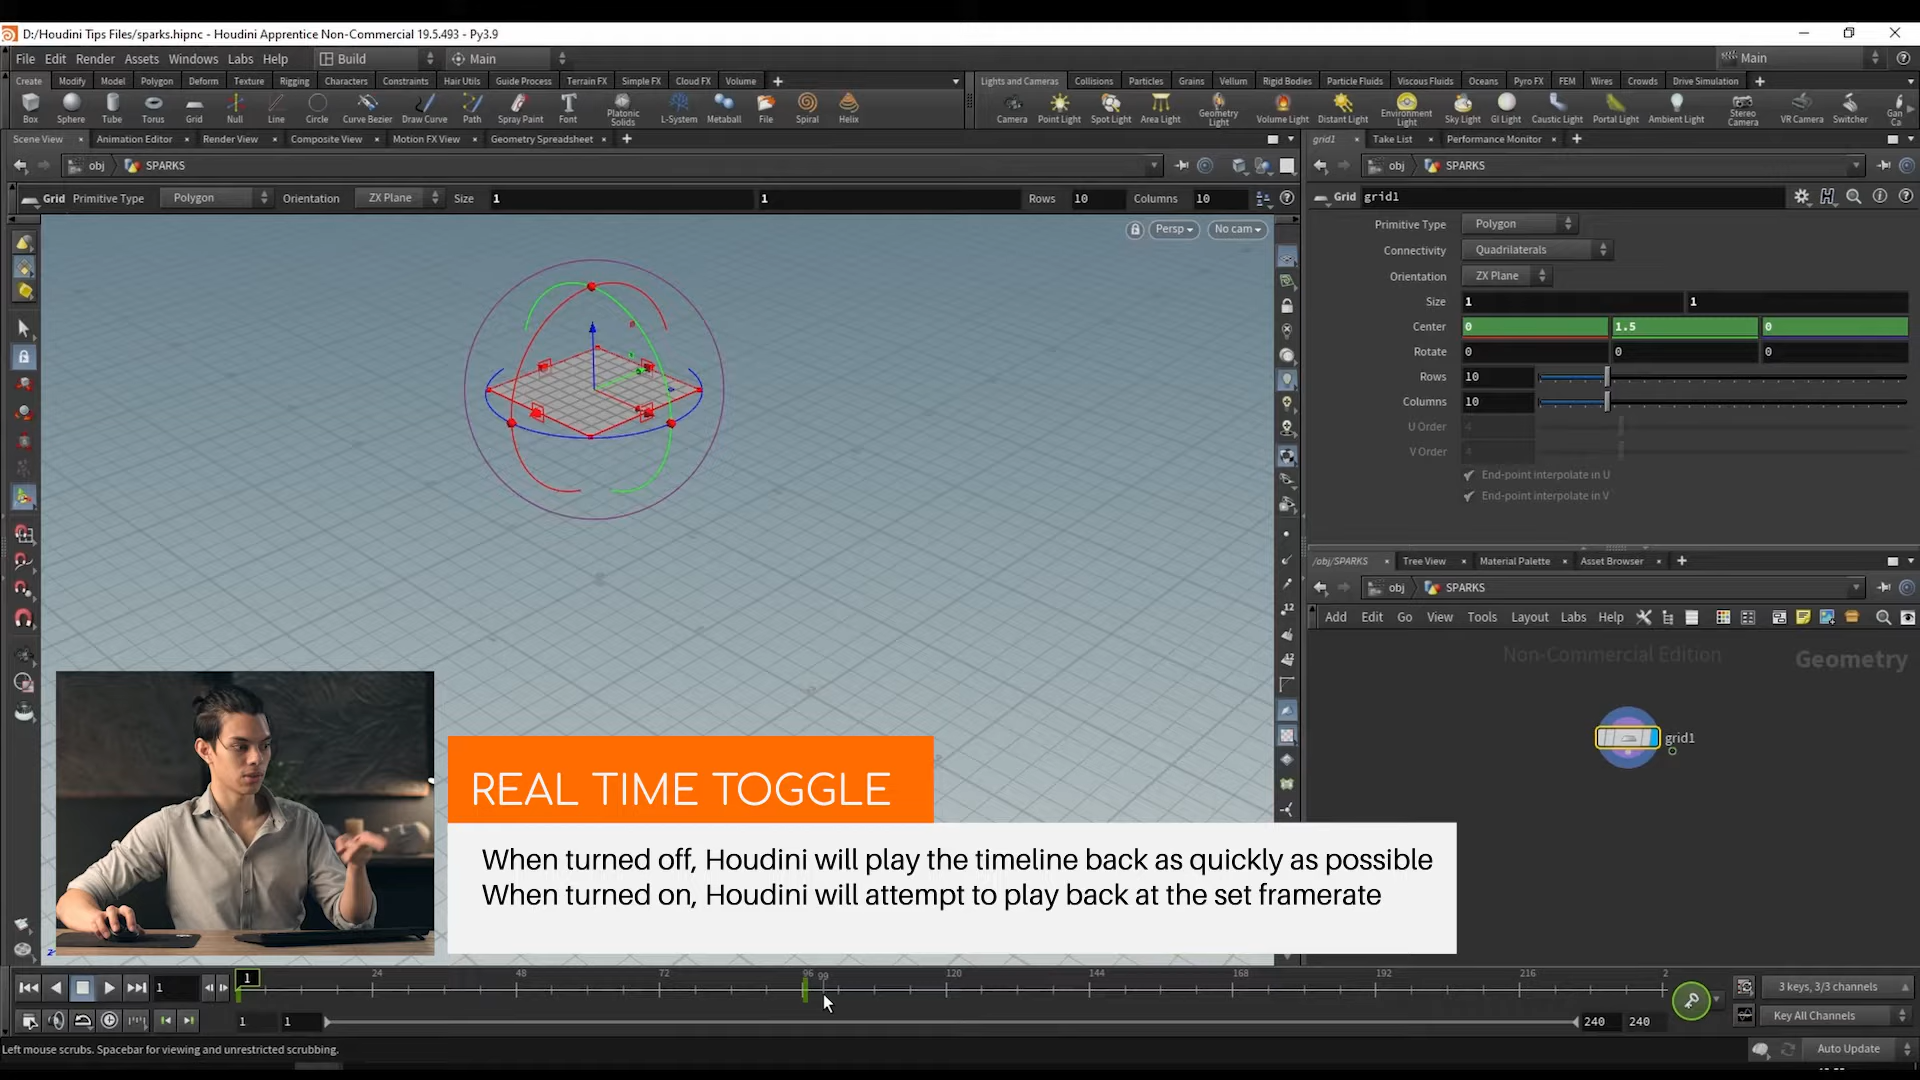 D:/Houdini Tips Files/sparks.hipnc - Houdini Apprentice Non-Commercial 19.5.493 - Py3.9
File Edit Render Assets Windows Labs Help Build Main Main
Create Modify Model Polygon Deform Texture Rigging Characters Constraints Hair Utils Guide Process Terrain FX Simple FX Cloud FX Volume
Lights and Cameras Collisions Particles Grains Vellum Rigid Bodies Particle Fluids Viscous Fluids Oceans Pyro FX FEM Wires Crowds Drive Simulation
Box Sphere Tube Torus Grid Null Line Circle Curve Bezier Draw Curve Path Spray Paint Font Platonic Solids L-System Metaball File Spiral Helix
Camera Point Light Spot Light Area Light Geometry Light Volume Light Distant Light Environment Light Sky Light GI Light Caustic Light Portal Light Ambient Light Stereo Camera VR Camera Switcher
Scene View Animation Editor Render View Composite View Motion FX View Geometry Spreadsheet
grid1 Take List Performance Monitor
obj SPARKS
obj SPARKS
Grid Primitive Type Polygon Orientation ZX Plane Size 1 1 Rows 10 Columns 10
Grid grid1
Persp No cam
Primitive Type Polygon
Connectivity Quadrilaterals
Orientation ZX Plane
Size 1 1
Center 0 1.5 0
Rotate 0 0 0
Rows 10
Columns 10
U Order 4
V Order 4
End-point interpolate in U
End-point interpolate in V
/obj/SPARKS Tree View Material Palette Asset Browser
obj SPARKS
Add Edit Go View Tools Layout Labs Help
Non-Commercial Edition Geometry
grid1
REAL TIME TOGGLE
When turned off, Houdini will play the timeline back as quickly as possible
When turned on, Houdini will attempt to play back at the set framerate
1 1 24 48 72 96 99 120 144 168 192 216 2
3 keys, 3/3 channels
1 1 240 240
Key All Channels
Left mouse scrubs. Spacebar for viewing and unrestricted scrubbing.
Auto Update